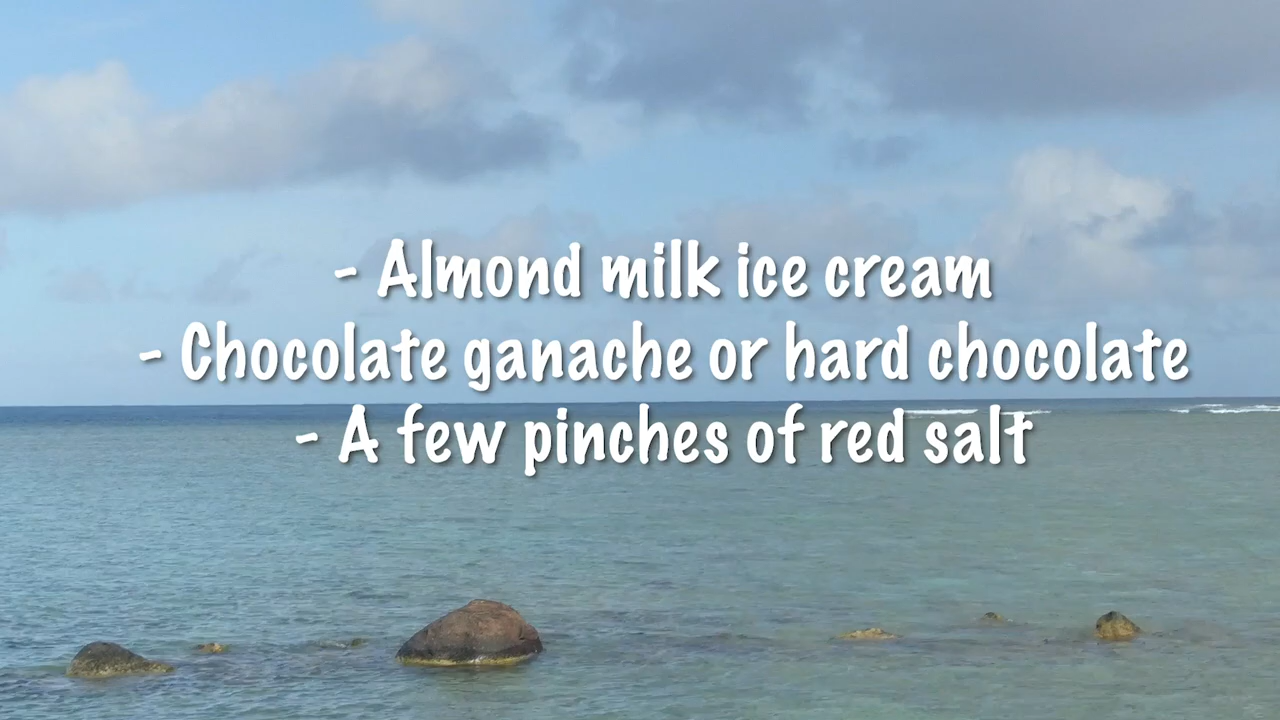 - Almond milk ice cream
- Chocolate ganache or hard chocolate
- A few pinches of red salt